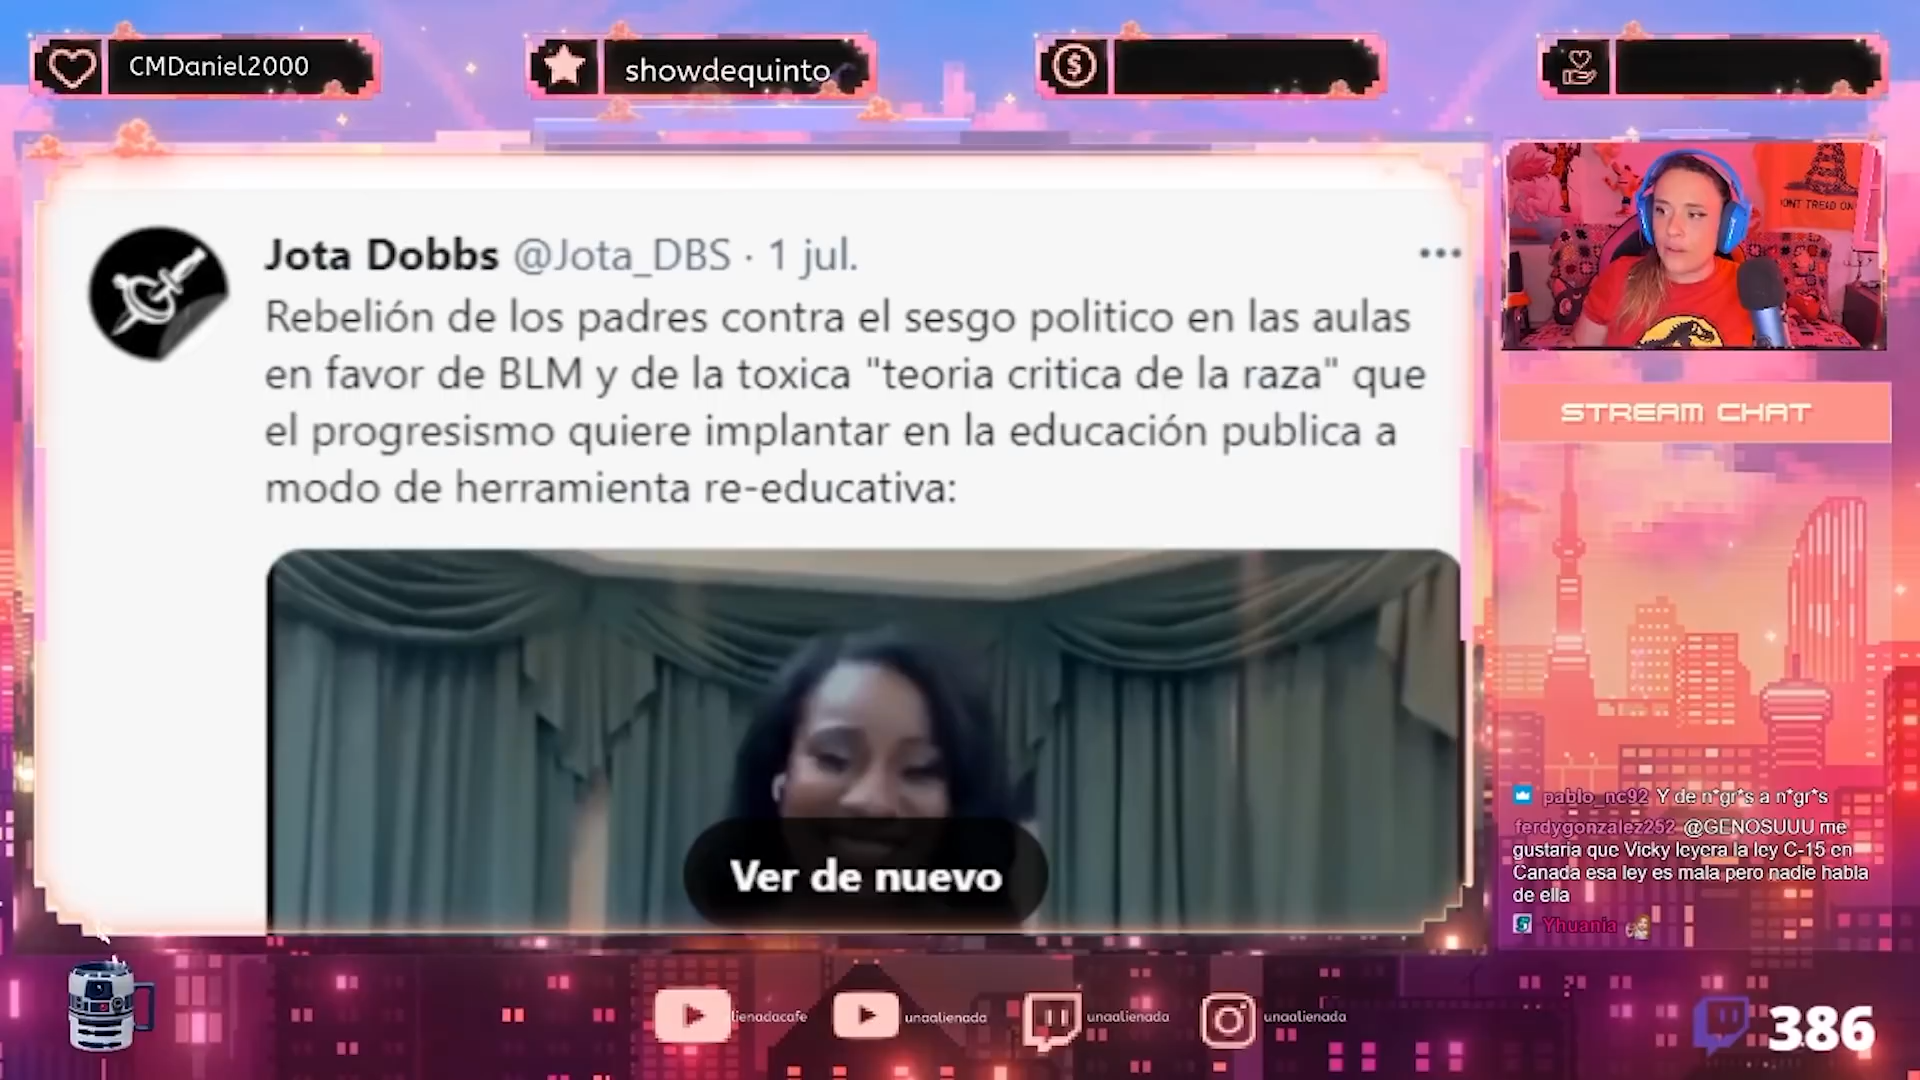 CMDaniel2000
showdequinto
Jota Dobbs @Jota_DBS · 1 jul.
Rebelión de los padres contra el sesgo politico en las aulas
en favor de BLM y de la toxica "teoria critica de la raza" que
el progresismo quiere implantar en la educación publica a
modo de herramienta re-educativa:
Ver de nuevo
DONT TREAD ON
STREAM CHAT
pablo_nc92 Y de n*gr*s a n*gr*s
ferdygonzalez252 @GENOSUUU me
gustaria que Vicky leyera la ley C-15 en
Canada esa ley es mala pero nadie habla
de ella
Yhuania
lienadacafe
unaalienada
unaalienada
unaalienada
386